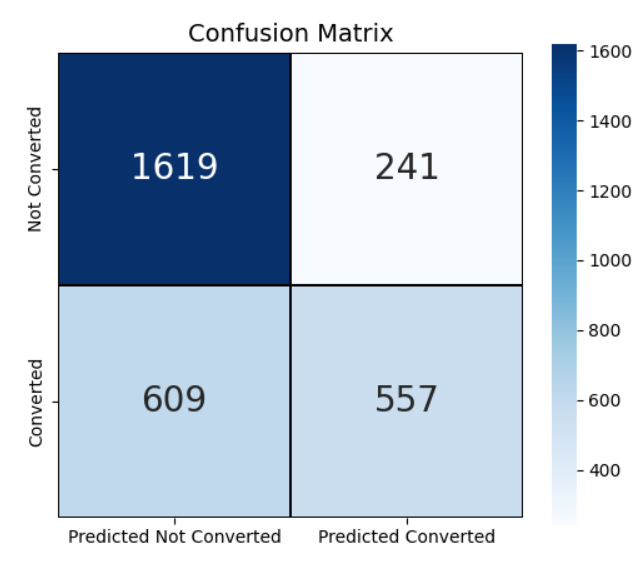 Confusion Matrix
Not Converted
1619
241
Converted
609
557
Predicted Not Converted
Predicted Converted
1600
1400
1200
1000
800
600
400